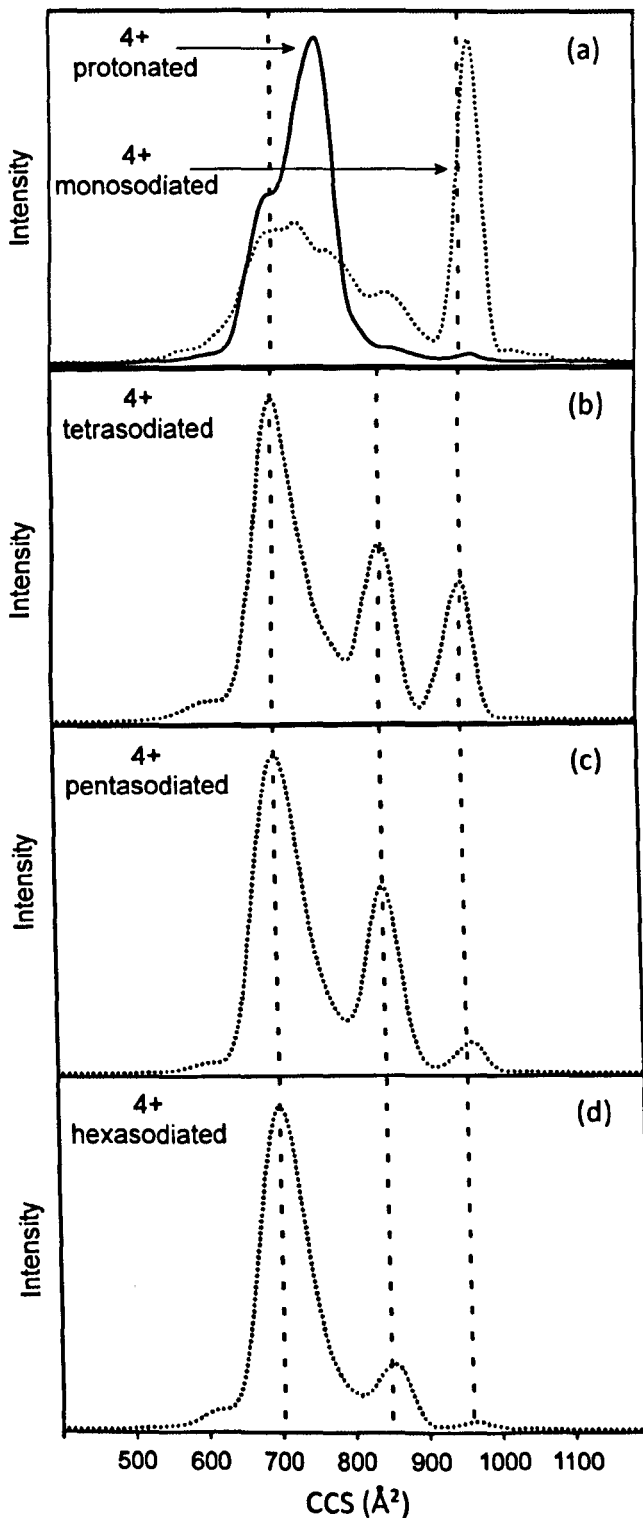 4+
protonated
(a)
4+
monosodiated
Intensity
4+
tetrasodiated
(b)
Intensity
4+
pentasodiated
(c)
Intensity
4+
hexasodiated
(d)
Intensity
500 600 700 800 900 1000 1100
CCS (Å²)